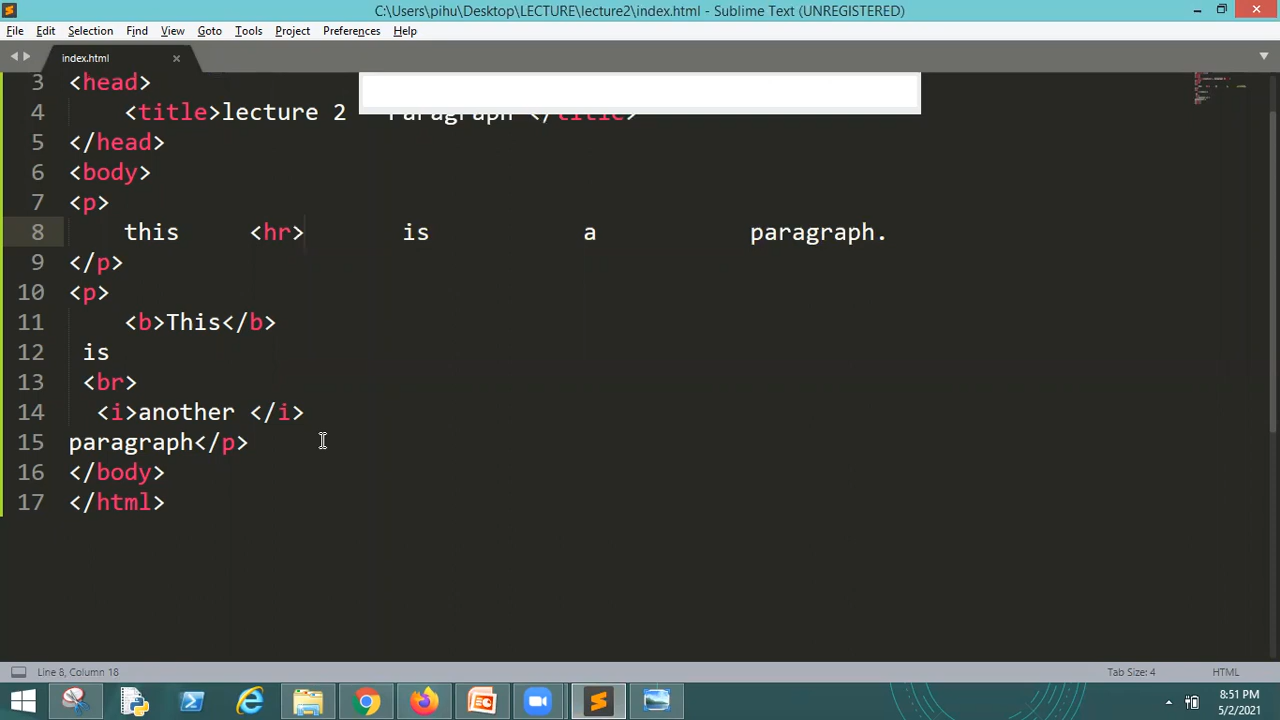 C:\Users\pihu\Desktop\LECTURE\lecture2\index.html - Sublime Text (UNREGISTERED)
File Edit Selection Find View Goto Tools Project Preferences Help
index.html
3 <head>
4 <title>lecture 2 Paragraph </title>
5 </head>
6 <body>
7 <p>
8 this <hr> is a paragraph.
9 </p>
10 <p>
11 <b>This</b>
12 is
13 <br>
14 <i>another </i>
15 paragraph</p>
16 </body>
17 </html>
Line 8, Column 18 Tab Size: 4 HTML
8:51 PM
5/2/2021